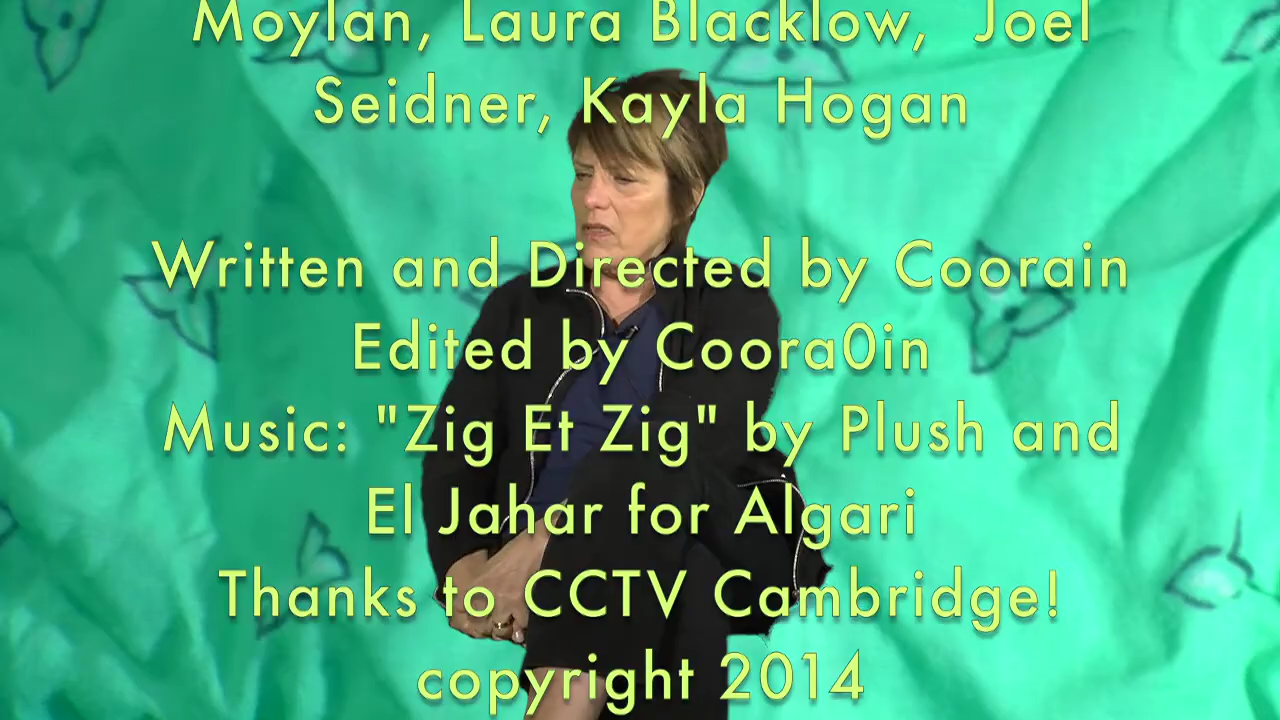 Moylan, Laura Blacklow, Joel
Seidner, Kayla Hogan
Written and Directed by Coorain
Edited by Coora0in
Music: "Zig Et Zig" by Plush and
El Jahar for Algari
Thanks to CCTV Cambridge!
copyright 2014